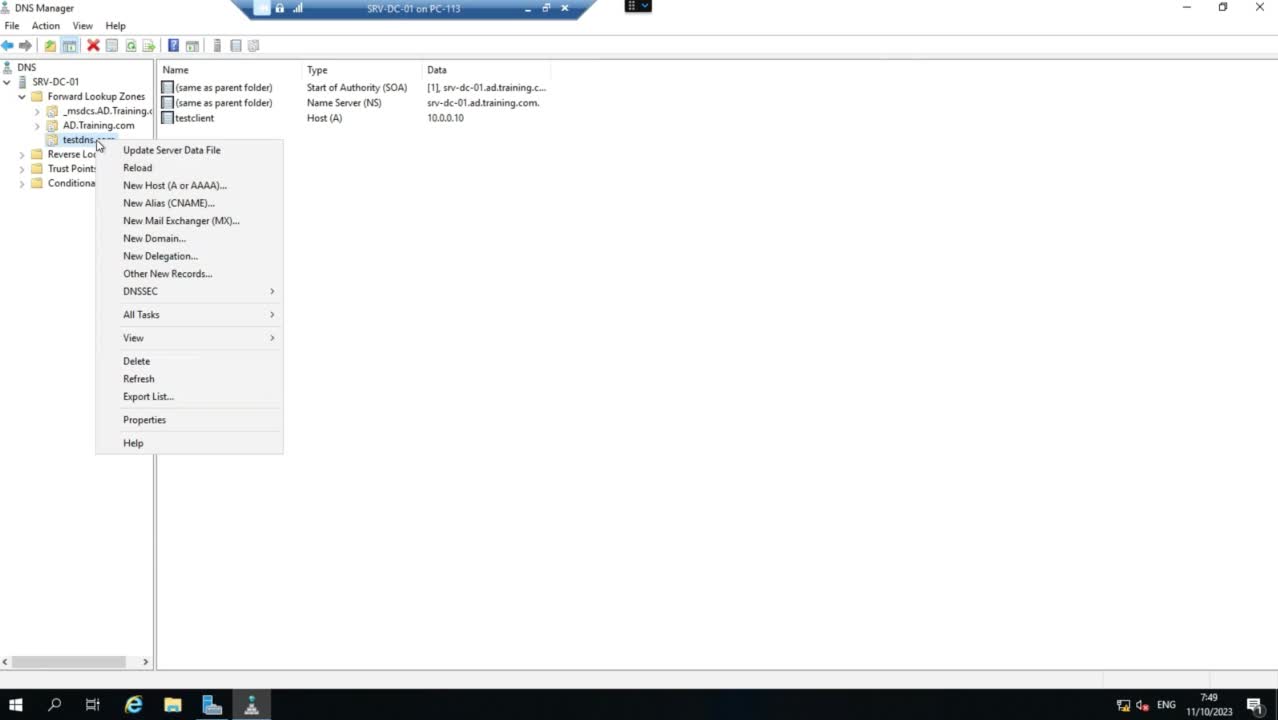 DNS Manager
SRV-DC-01 on PC-113
File Action View Help
DNS
SRV-DC-01
Forward Lookup Zones
_msdcs.AD.Training.c
AD.Training.com
testdns.com
Reverse Loo
Trust Points
Conditiona
Name Type Data
(same as parent folder) Start of Authority (SOA) [1], srv-dc-01.ad.training.c...
(same as parent folder) Name Server (NS) srv-dc-01.ad.training.com.
testclient Host (A) 10.0.0.10
Update Server Data File
Reload
New Host (A or AAAA)...
New Alias (CNAME)...
New Mail Exchanger (MX)...
New Domain...
New Delegation...
Other New Records...
DNSSEC
All Tasks
View
Delete
Refresh
Export List...
Properties
Help
ENG
7:49
11/10/2023
1